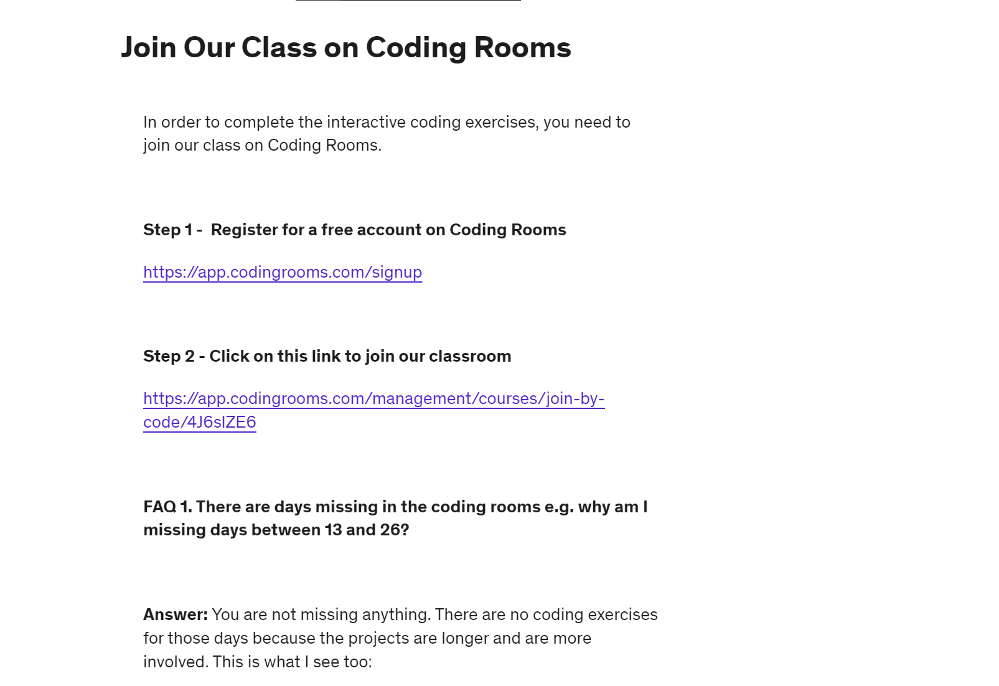 Join Our Class on Coding Rooms
In order to complete the interactive coding exercises, you need to
join our class on Coding Rooms.
Step 1 -  Register for a free account on Coding Rooms
https://app.codingrooms.com/signup
Step 2 - Click on this link to join our classroom
https://app.codingrooms.com/management/courses/join-by-
code/4J6slZE6
FAQ 1. There are days missing in the coding rooms e.g. why am I
missing days between 13 and 26?
Answer: You are not missing anything. There are no coding exercises
for those days because the projects are longer and are more
involved. This is what I see too: